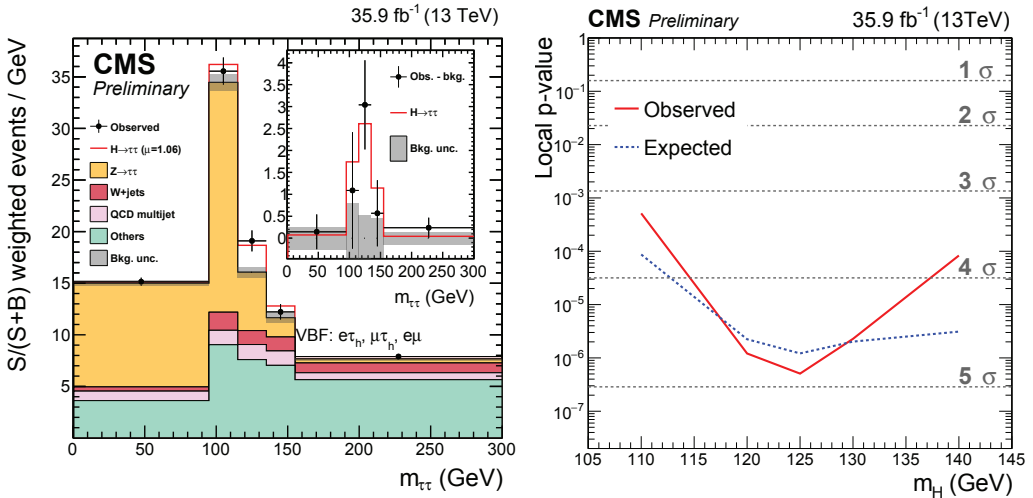 35.9 fb⁻¹ (13 TeV)
CMS
Preliminary
S/(S+B) weighted events / GeV
35
30
25
20
15
10
5
Observed
H→ττ (μ=1.06)
Z→ττ
W+jets
QCD multijet
Others
Bkg. unc.
4.5
4
3.5
3
2.5
2
1.5
1
0.5
0
Obs. - bkg.
H→ττ
Bkg. unc.
0 100 200 300
m_ττ (GeV)
VBF: eτ_h, μτ_h, eμ
0 50 100 150 200 250 300
m_ττ (GeV)
CMS Preliminary
35.9 fb⁻¹ (13TeV)
Local p-value
1
10⁻¹
10⁻²
10⁻³
10⁻⁴
10⁻⁵
10⁻⁶
10⁻⁷
1 σ
2 σ
3 σ
4 σ
5 σ
Observed
Expected
105 110 115 120 125 130 135 140 145
m_H (GeV)